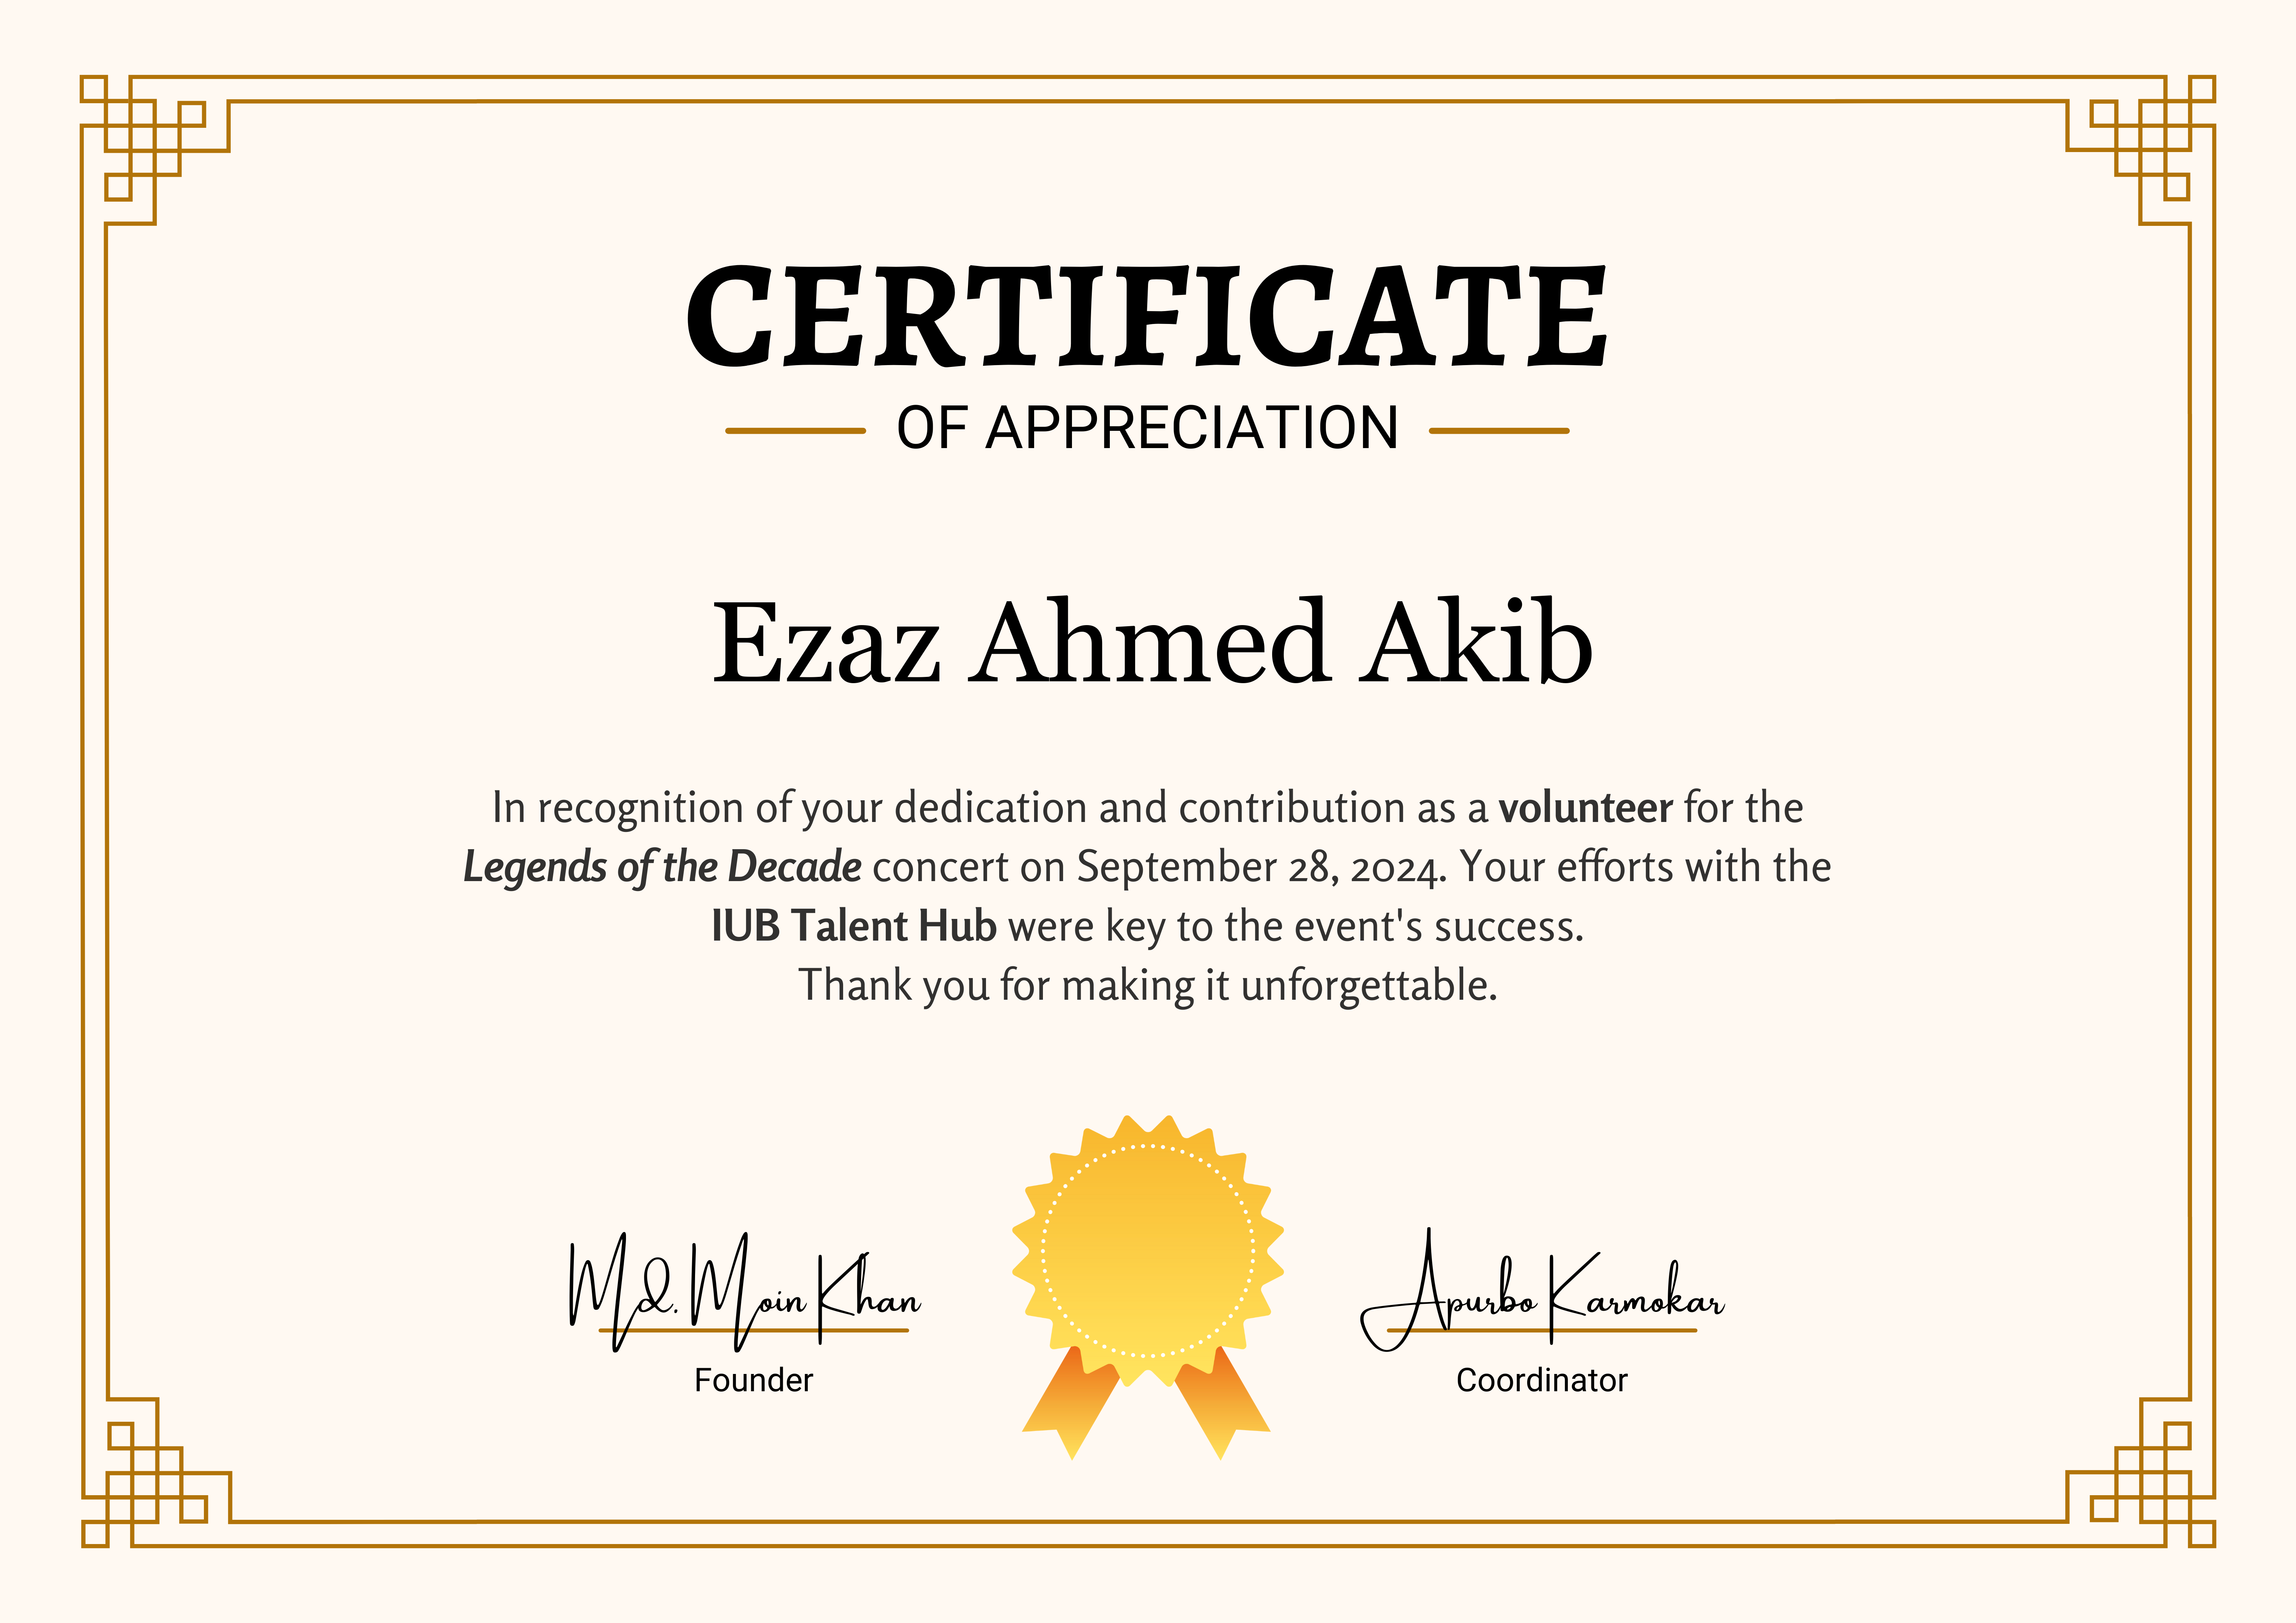 CERTIFICATE
OF APPRECIATION
Ezaz Ahmed Akib
In recognition of your dedication and contribution as a volunteer for the
Legends of the Decade concert on September 28, 2024. Your efforts with the
IUB Talent Hub were key to the event's success.
Thank you for making it unforgettable.
Md. Moin Khan
Founder
Apurbo Karmokar
Coordinator